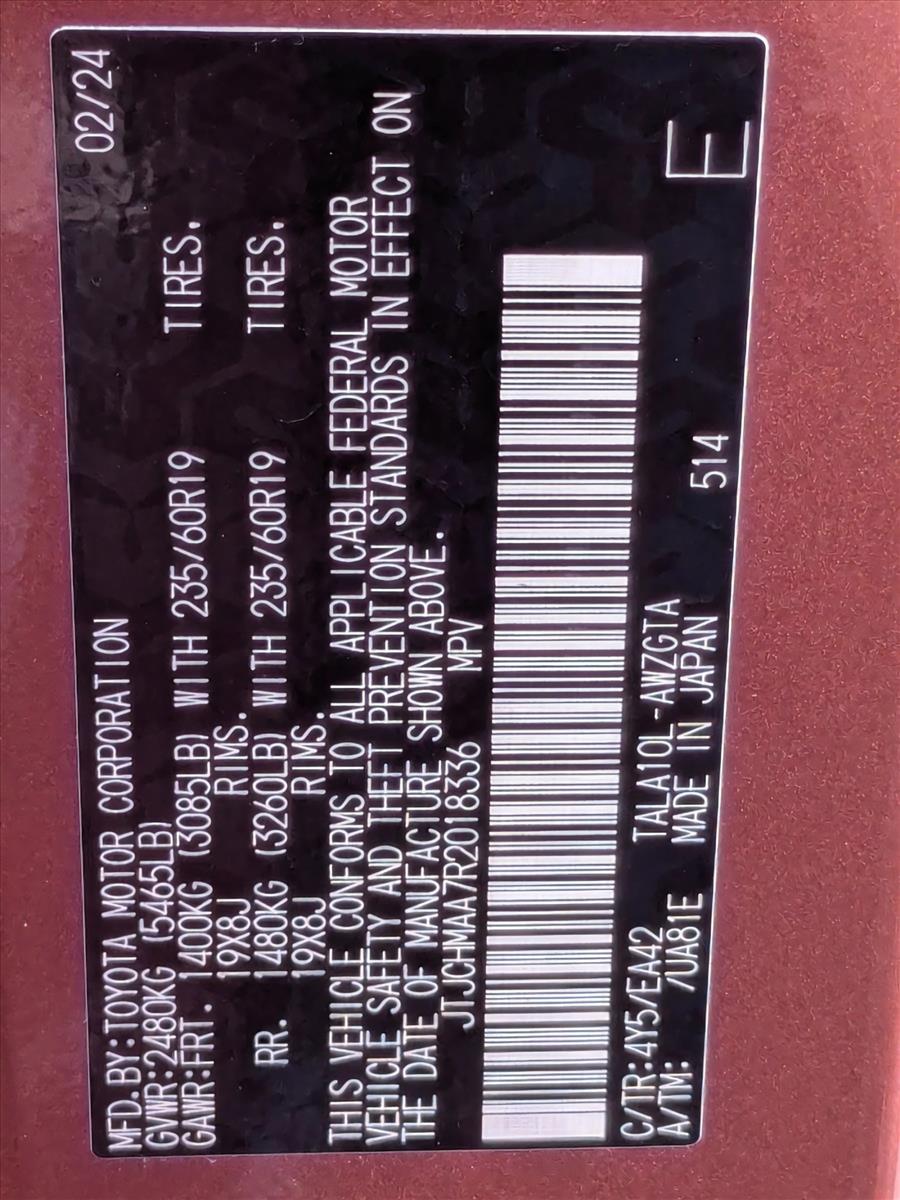 MFD.BY:TOYOTA MOTOR CORPORATION 02/24
GVWR:2480KG (5465LB)
GAWR:FRT. 1400KG (3085LB) WITH 235/60R19 TIRES.
19X8J RIMS.
RR. 1480KG (3260LB) WITH 235/60R19 TIRES.
19X8J RIMS.
THIS VEHICLE CONFORMS TO ALL APPLICABLE FEDERAL MOTOR
VEHICLE SAFETY AND THEFT PREVENTION STANDARDS IN EFFECT ON
THE DATE OF MANUFACTURE SHOWN ABOVE.
JTJCHMAA7R2018336 MPV
C/TR:4Y5/EA42 TALA10L-AWZGTA
A/TM: /UA81E MADE IN JAPAN 514 E